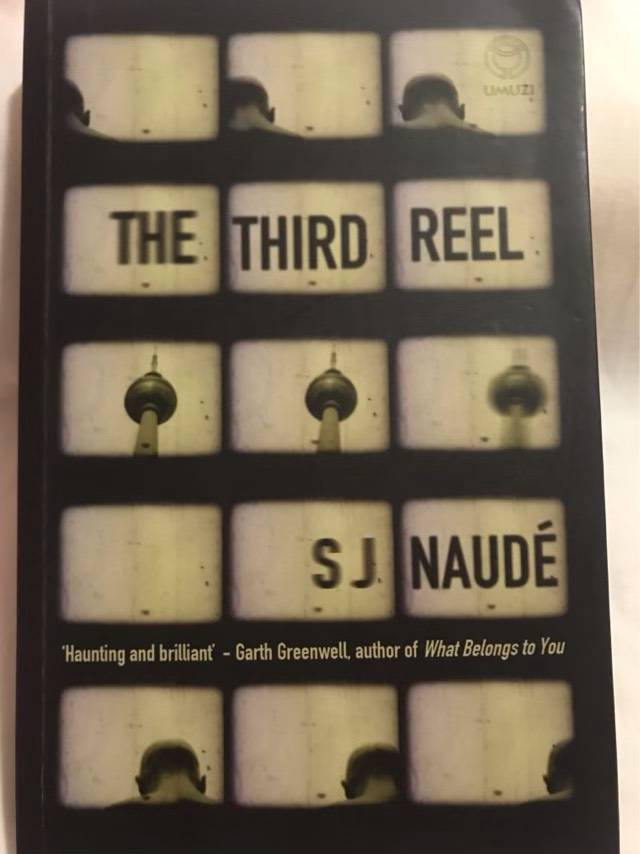 UMUZI
THE THIRD REEL
S J NAUDÉ
'Haunting and brilliant' – Garth Greenwell, author of What Belongs to You